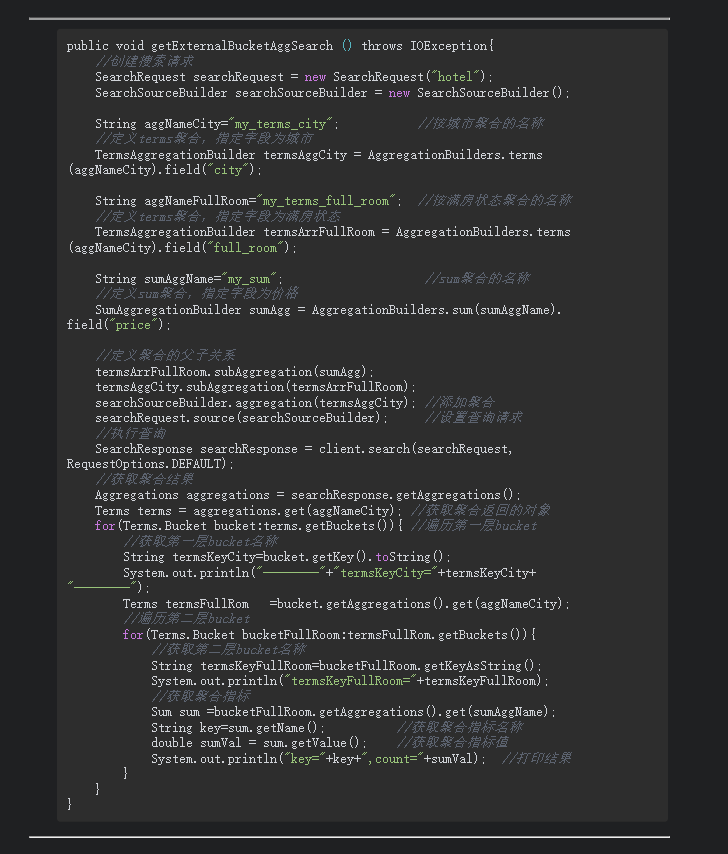 public void getExternalBucketAggSearch () throws IOException{
//创建搜索请求
SearchRequest searchRequest = new SearchRequest("hotel");
SearchSourceBuilder searchSourceBuilder = new SearchSourceBuilder();
String aggNameCity="my_terms_city"; //按城市聚合的名称
//定义terms聚合，指定字段为城市
TermsAggregationBuilder termsAggCity = AggregationBuilders.terms
(aggNameCity).field("city");
String aggNameFullRoom="my_terms_full_room"; //按满房状态聚合的名称
//定义terms聚合，指定字段为满房状态
TermsAggregationBuilder termsArrFullRoom = AggregationBuilders.terms
(aggNameCity).field("full_room");
String sumAggName="my_sum"; //sum聚合的名称
//定义sum聚合，指定字段为价格
SumAggregationBuilder sumAgg = AggregationBuilders.sum(sumAggName).
field("price");
//定义聚合的父子关系
termsArrFullRoom.subAggregation(sumAgg);
termsAggCity.subAggregation(termsArrFullRoom);
searchSourceBuilder.aggregation(termsAggCity); //添加聚合
searchRequest.source(searchSourceBuilder); //设置查询请求
//执行查询
SearchResponse searchResponse = client.search(searchRequest,
RequestOptions.DEFAULT);
//获取聚合结果
Aggregations aggregations = searchResponse.getAggregations();
Terms terms = aggregations.get(aggNameCity); //获取聚合返回的对象
for(Terms.Bucket bucket:terms.getBuckets()){ //遍历第一层bucket
//获取第一层bucket名称
String termsKeyCity=bucket.getKey().toString();
System.out.println("————"+"termsKeyCity="+termsKeyCity+
"————");
Terms termsFullRom =bucket.getAggregations().get(aggNameCity);
//遍历第二层bucket
for(Terms.Bucket bucketFullRoom:termsFullRom.getBuckets()){
//获取第二层bucket名称
String termsKeyFullRoom=bucketFullRoom.getKeyAsString();
System.out.println("termsKeyFullRoom="+termsKeyFullRoom);
//获取聚合指标
Sum sum =bucketFullRoom.getAggregations().get(sumAggName);
String key=sum.getName(); //获取聚合指标名称
double sumVal = sum.getValue(); //获取聚合指标值
System.out.println("key="+key+",count="+sumVal); //打印结果
}
}
}